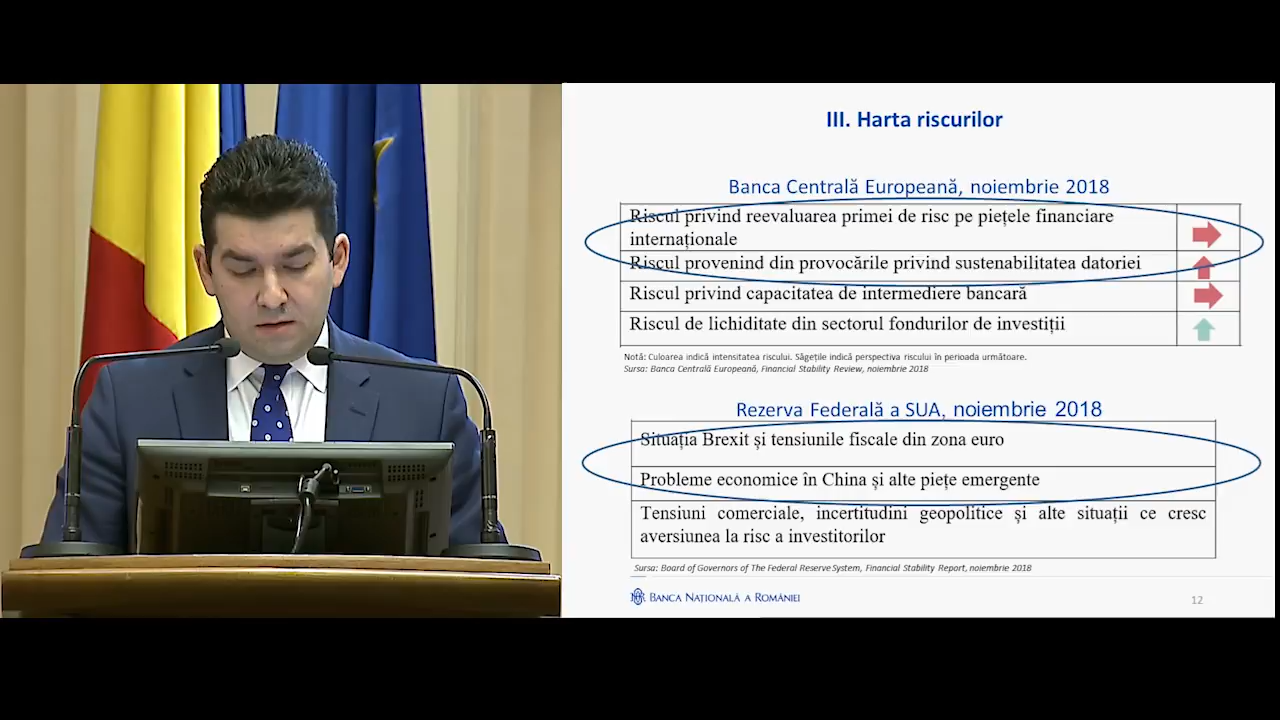 III. Harta riscurilor
Banca Centrală Europeană, noiembrie 2018
Riscul privind reevaluarea primei de risc pe piețele financiare
internaționale
Riscul provenind din provocările privind sustenabilitatea datoriei
Riscul privind capacitatea de intermediere bancară
Riscul de lichiditate din sectorul fondurilor de investiții
Notă: Culoarea indică intensitatea riscului. Săgețile indică perspectiva riscului în perioada următoare.
Sursa: Banca Centrală Europeană, Financial Stability Review, noiembrie 2018
Rezerva Federală a SUA, noiembrie 2018
Situația Brexit și tensiunile fiscale din zona euro
Probleme economice în China și alte piețe emergente
Tensiuni comerciale, incertitudini geopolitice și alte situații ce cresc
aversiunea la risc a investitorilor
Sursa: Board of Governors of The Federal Reserve System, Financial Stability Report, noiembrie 2018
BANCA NAȚIONALĂ A ROMÂNIEI
12